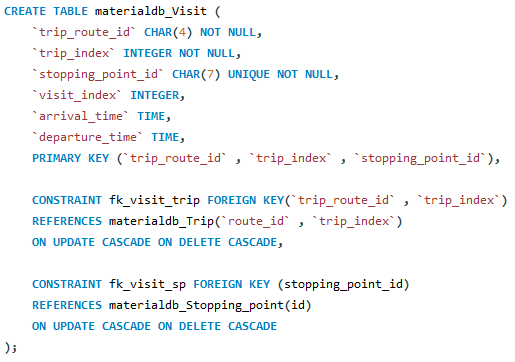 CREATE TABLE materialdb_Visit (
`trip_route_id` CHAR(4) NOT NULL,
`trip_index` INTEGER NOT NULL,
`stopping_point_id` CHAR(7) UNIQUE NOT NULL,
`visit_index` INTEGER,
`arrival_time` TIME,
`departure_time` TIME,
PRIMARY KEY (`trip_route_id` , `trip_index` , `stopping_point_id`),
CONSTRAINT fk_visit_trip FOREIGN KEY(`trip_route_id` , `trip_index`)
REFERENCES materialdb_Trip(`route_id` , `trip_index`)
ON UPDATE CASCADE ON DELETE CASCADE,
CONSTRAINT fk_visit_sp FOREIGN KEY (stopping_point_id)
REFERENCES materialdb_Stopping_point(id)
ON UPDATE CASCADE ON DELETE CASCADE
);